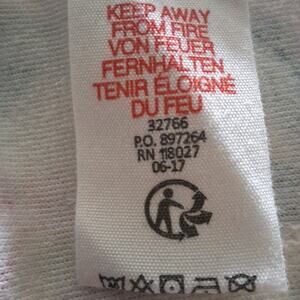 KEEP AWAY
FROM FIRE
VON FEUER
FERNHALTEN
TENIR ÉLOIGNÉ
DU FEU
32766
P.O. 897264
RN 118027
06-17